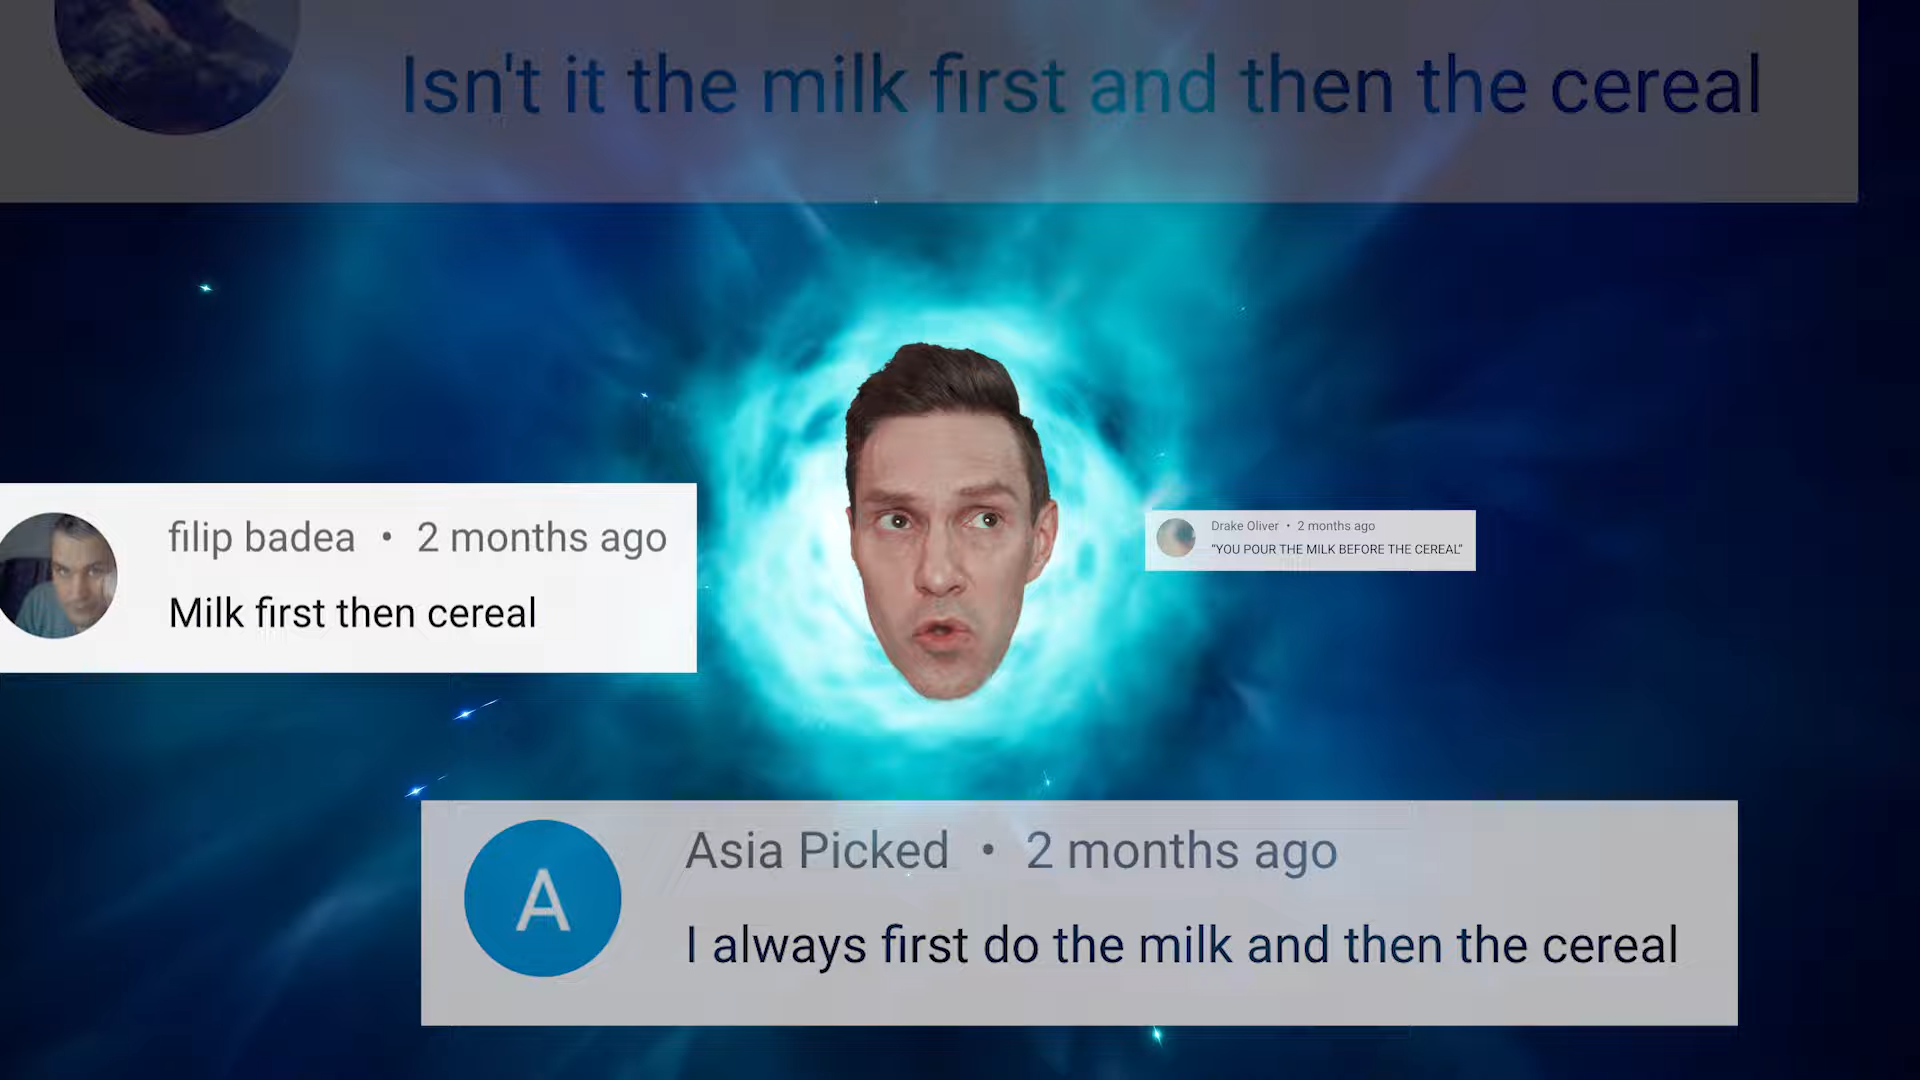 Isn't it the milk first and then the cereal
filip badea • 2 months ago
Milk first then cereal
Drake Oliver • 2 months ago
"YOU POUR THE MILK BEFORE THE CEREAL"
A
Asia Picked • 2 months ago
I always first do the milk and then the cereal